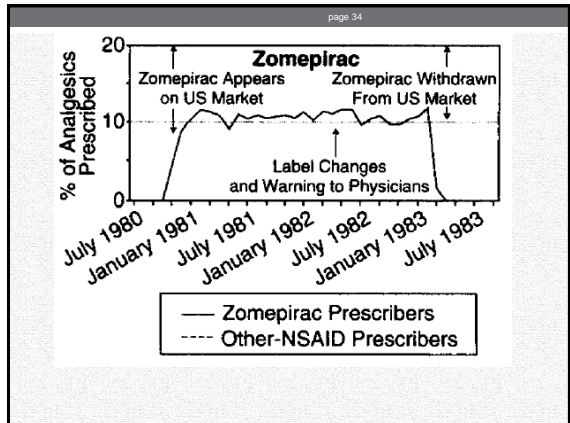 page 34
Zomepirac
Zomepirac Appears
on US Market
Zomepirac Withdrawn
From US Market
Label Changes
and Warning to Physicians
% of Analgesics
Prescribed
20
10
0
July 1980
January 1981
July 1981
January 1982
July 1982
January 1983
July 1983
Zomepirac Prescribers
Other-NSAID Prescribers